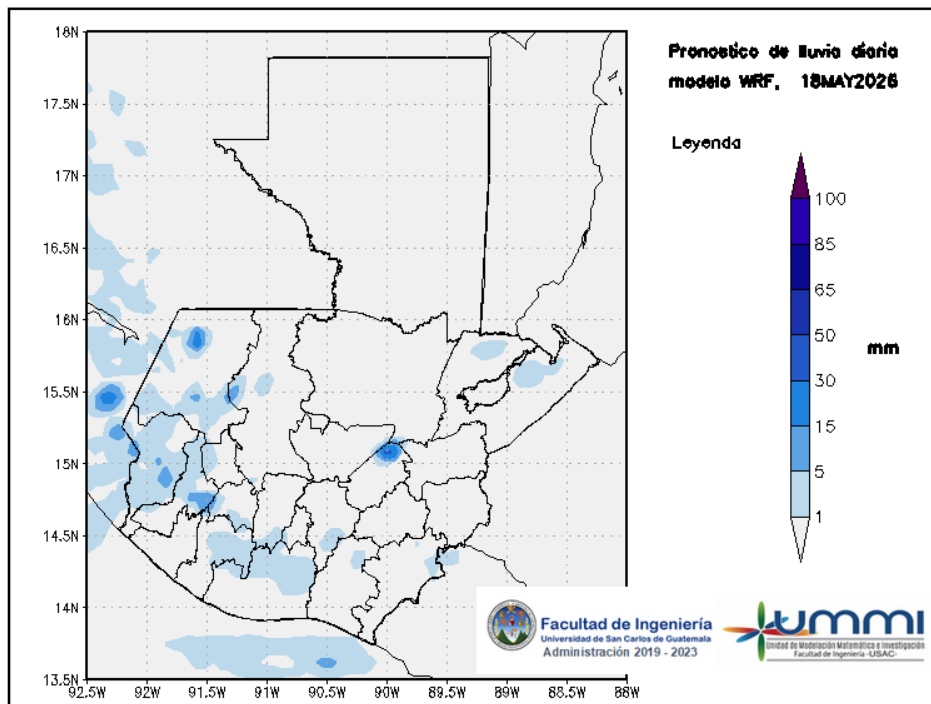 Pronostico de lluvia diaria
modelo WRF, 18MAY2026
Leyenda
100
85
65
50
30
15
5
1
mm
18N
17.5N
17N
16.5N
16N
15.5N
15N
14.5N
14N
13.5N
92.5W
92W
91.5W
91W
90.5W
90W
89.5W
89W
88.5W
88W
Facultad de Ingeniería
Universidad de San Carlos de Guatemala
Administración 2019 - 2023
UMMI
Unidad de Modelación Matemática e Investigación
Facultad de Ingeniería -USAC-